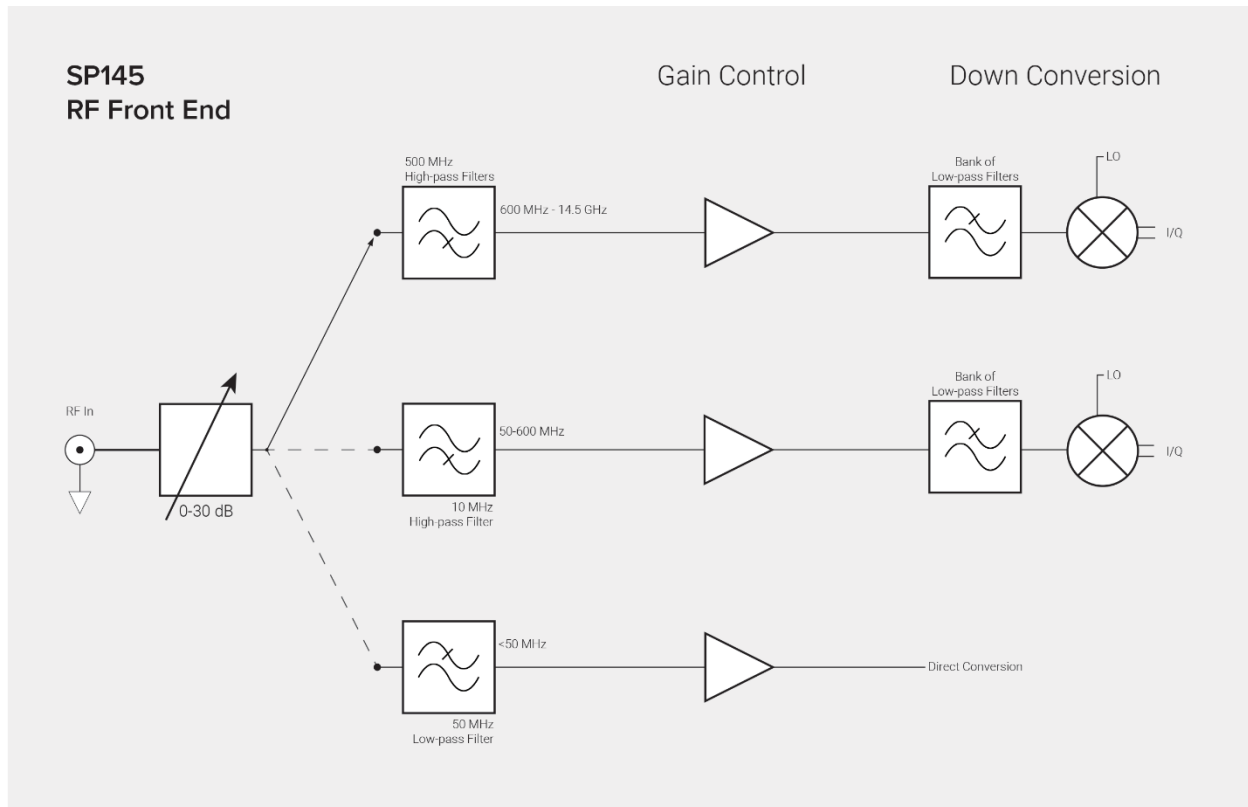 SP145
RF Front End
Gain Control
Down Conversion
500 MHz
High-pass Filters
600 MHz - 14.5 GHz
Bank of
Low-pass Filters
LO
I/Q
RF In
0-30 dB
50-600 MHz
10 MHz
High-pass Filter
Bank of
Low-pass Filters
LO
I/Q
<50 MHz
50 MHz
Low-pass Filter
Direct Conversion